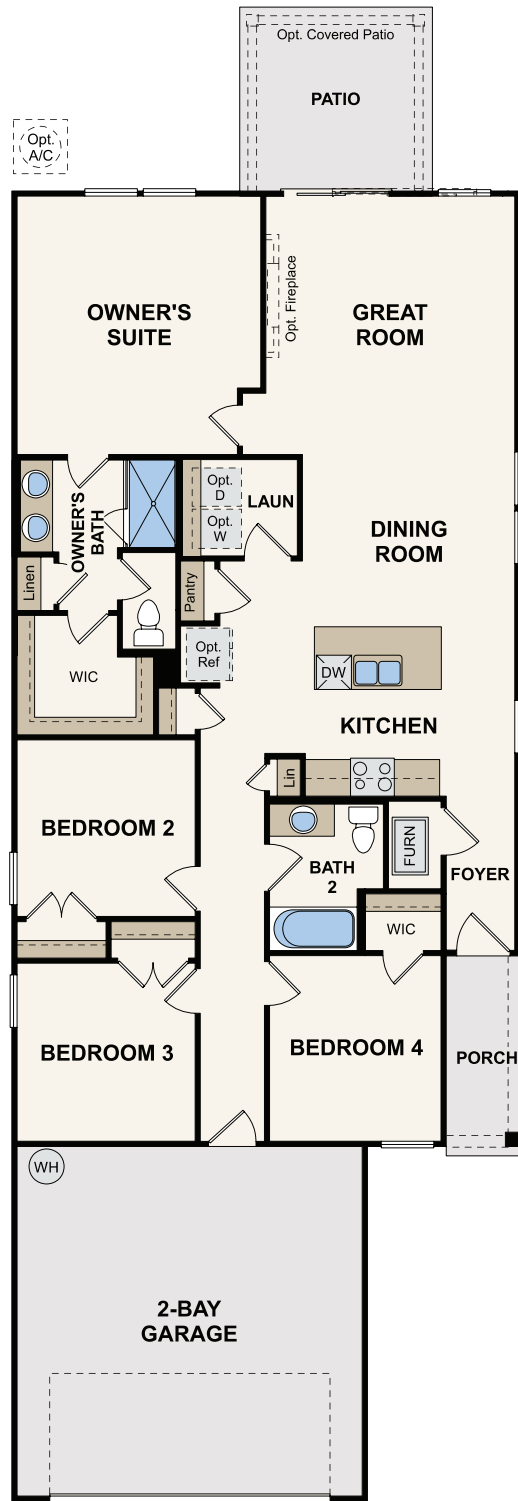 Opt. Covered Patio
PATIO
Opt.
A/C
OWNER'S
SUITE
Opt. Fireplace
GREAT
ROOM
OWNER'S
BATH
Opt.
D
Opt.
W
LAUN
DINING
ROOM
Linen
Pantry
WIC
Opt.
Ref
DW
KITCHEN
Lin
BEDROOM 2
BATH
2
FURN
FOYER
WIC
BEDROOM 3
BEDROOM 4
PORCH
WH
2-BAY
GARAGE